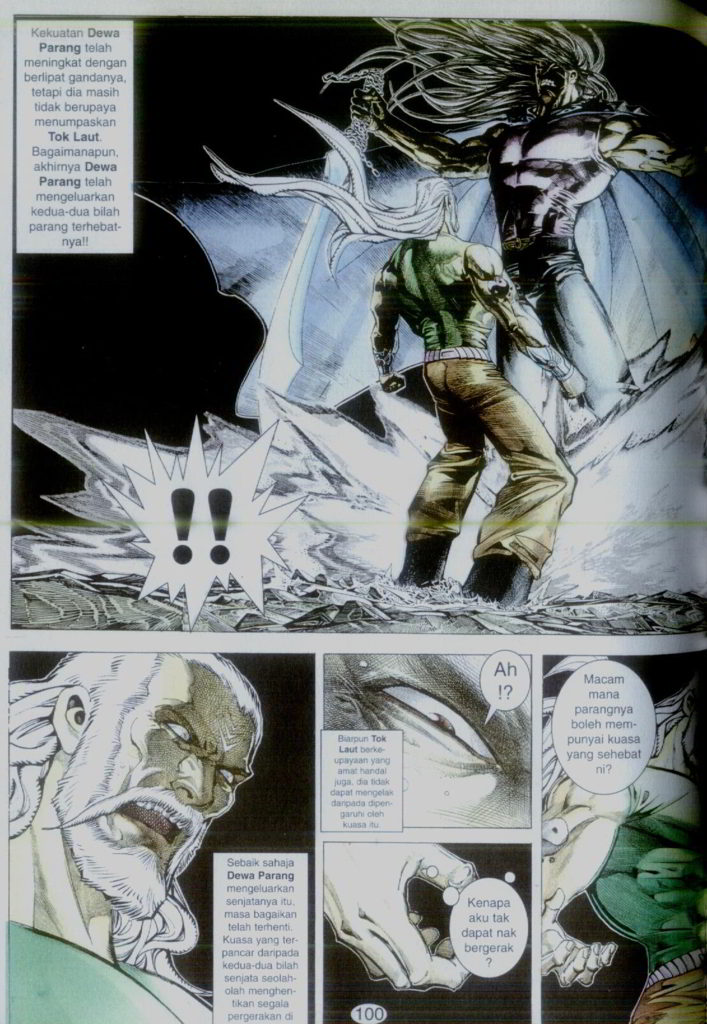 Kekuatan Dewa
Parang telah
meningkat dengan
berlipat gandanya,
tetapi dia masih
tidak berupaya
menumpaskan
Tok Laut.
Bagaimanapun,
akhirnya Dewa
Parang telah
mengeluarkan
kedua-dua bilah
parang terhebat-
nya!!
!!
Ah
!?
Biarpun Tok
Laut berke-
upayaan yang
amat handal
juga, dia tidak
dapat mengelak
daripada dipen-
garuhi oleh
kuasa itu.
Macam
mana
parangnya
boleh mem-
punyai kuasa
yang sehebat
ni?
Sebaik sahaja
Dewa Parang
mengeluarkan
senjatanya itu,
masa bagaikan
telah terhenti.
Kuasa yang ter-
pancar daripada
kedua-dua bilah
senjata seolah-
olah menghen-
tikan segala
pergerakan di
Kenapa
aku tak
dapat nak
bergerak
?
100